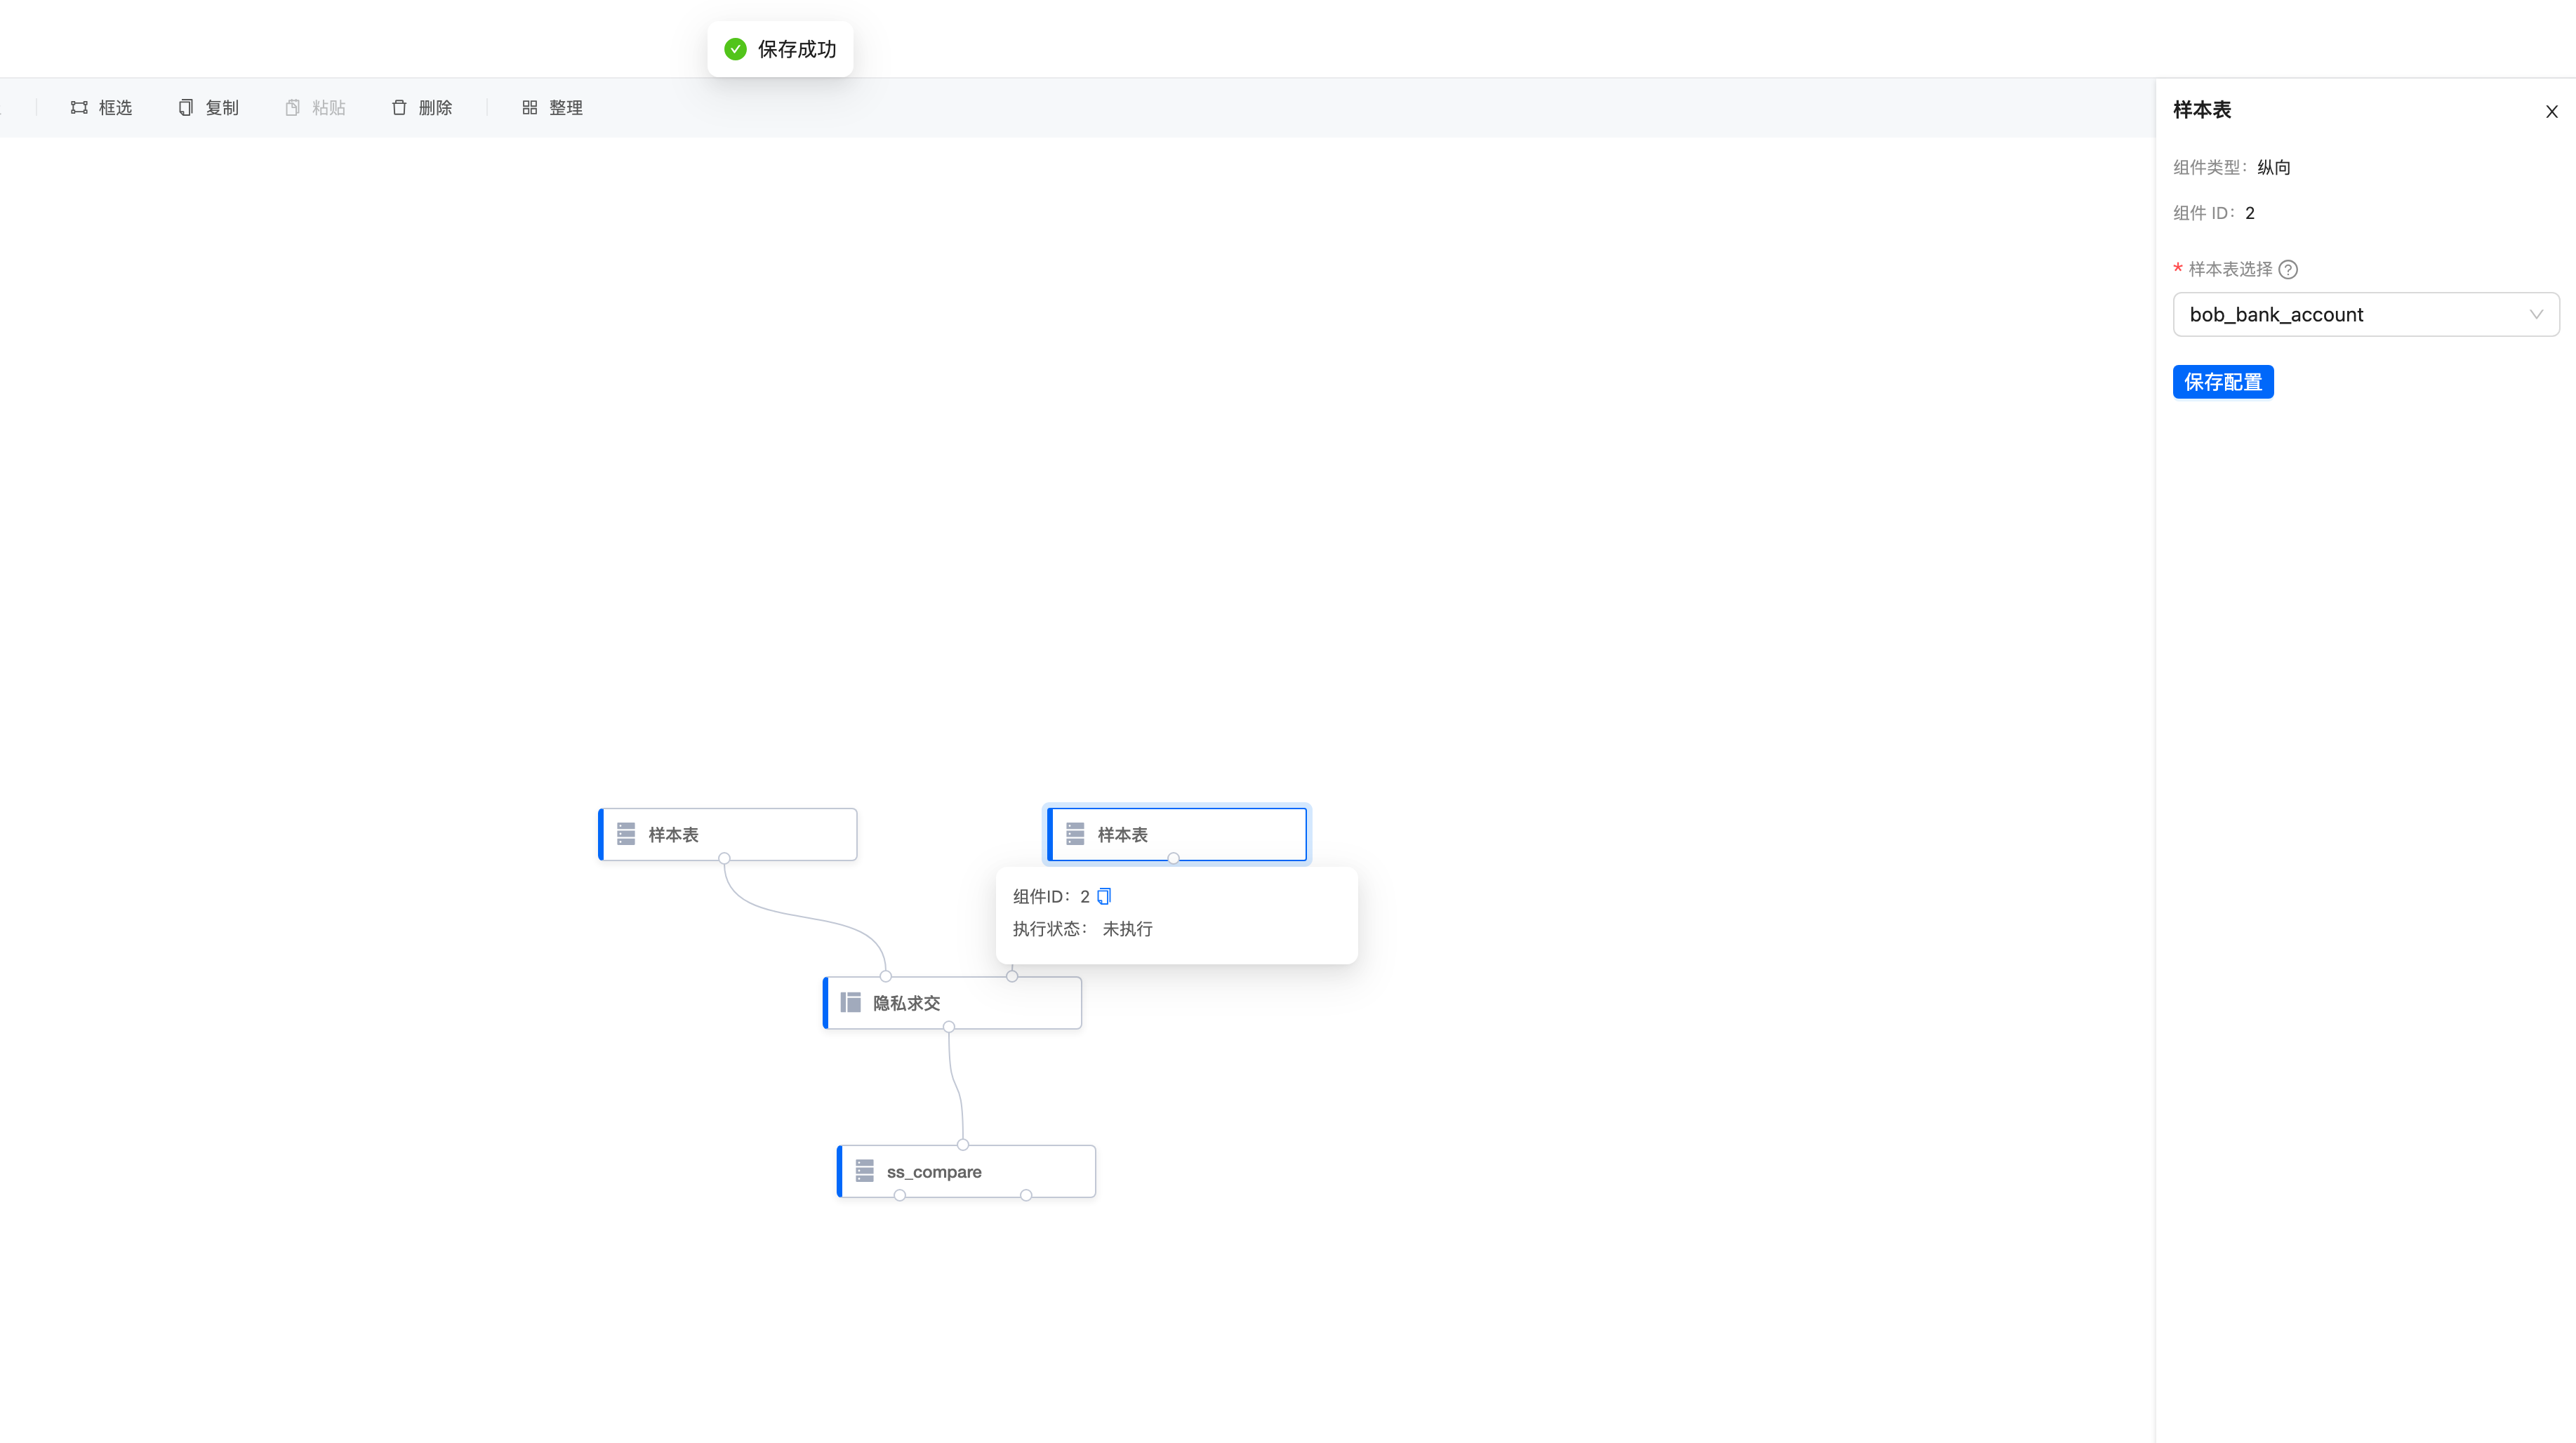 保存成功
框选 复制 粘贴 删除 整理
样本表
组件类型：纵向
组件 ID：2
* 样本表选择 ?
bob_bank_account
保存配置
样本表
样本表
组件ID：2
执行状态： 未执行
隐私求交
ss_compare